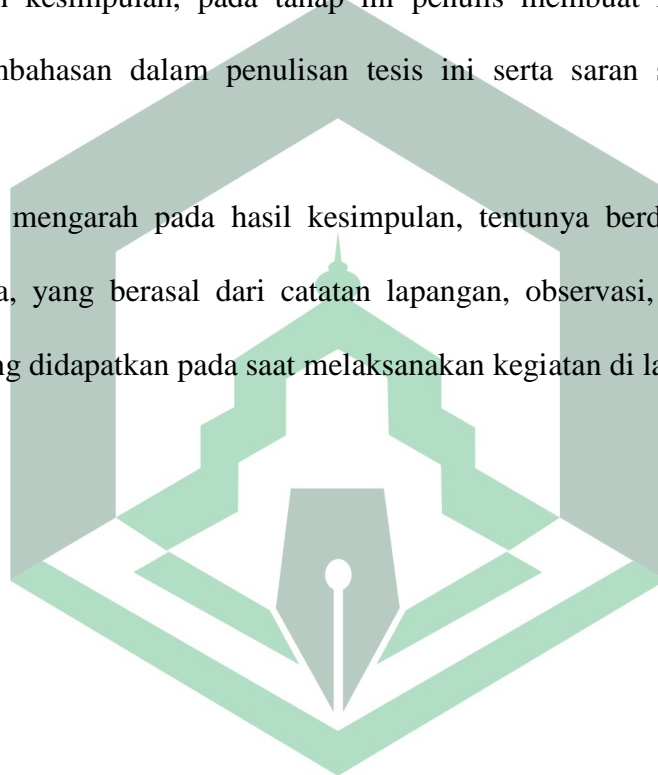 kesimpulan, pada tahap ini penulis membuat
mbahasan dalam penulisan tesis ini serta saran s
mengarah pada hasil kesimpulan, tentunya berd
a, yang berasal dari catatan lapangan, observasi,
ng didapatkan pada saat melaksanakan kegiatan di la